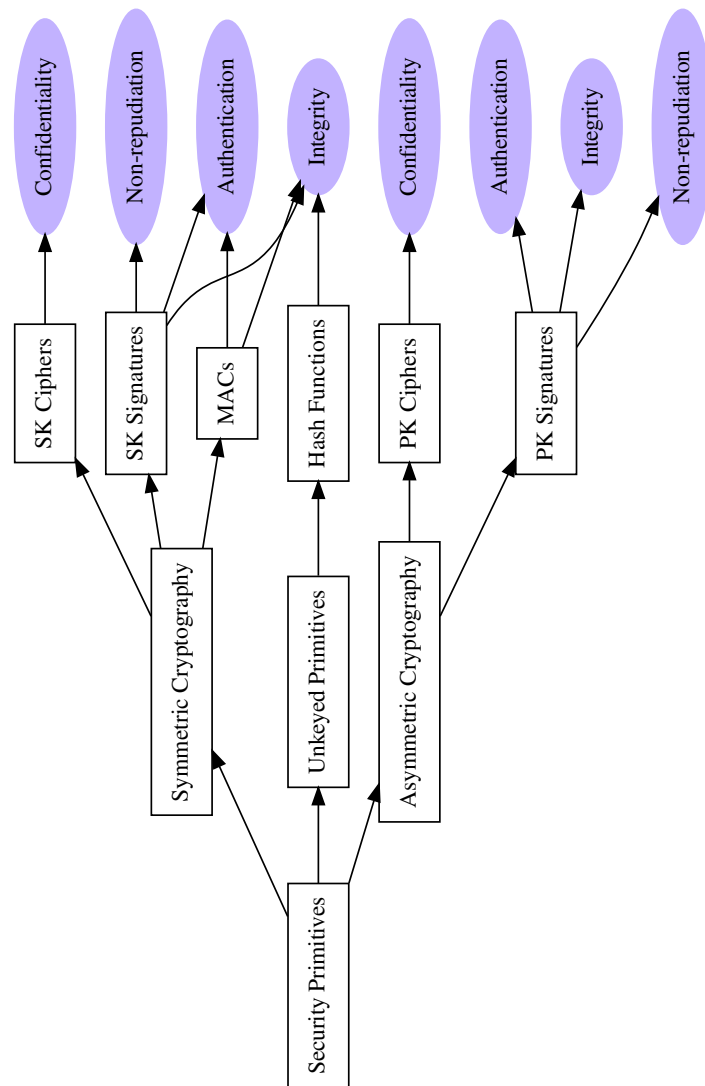 Confidentiality
Non-repudiation
Authentication
Integrity
Confidentiality
Authentication
Integrity
Non-repudiation
SK Ciphers
SK Signatures
MACs
Hash Functions
PK Ciphers
PK Signatures
Symmetric Cryptography
Unkeyed Primitives
Asymmetric Cryptography
Security Primitives